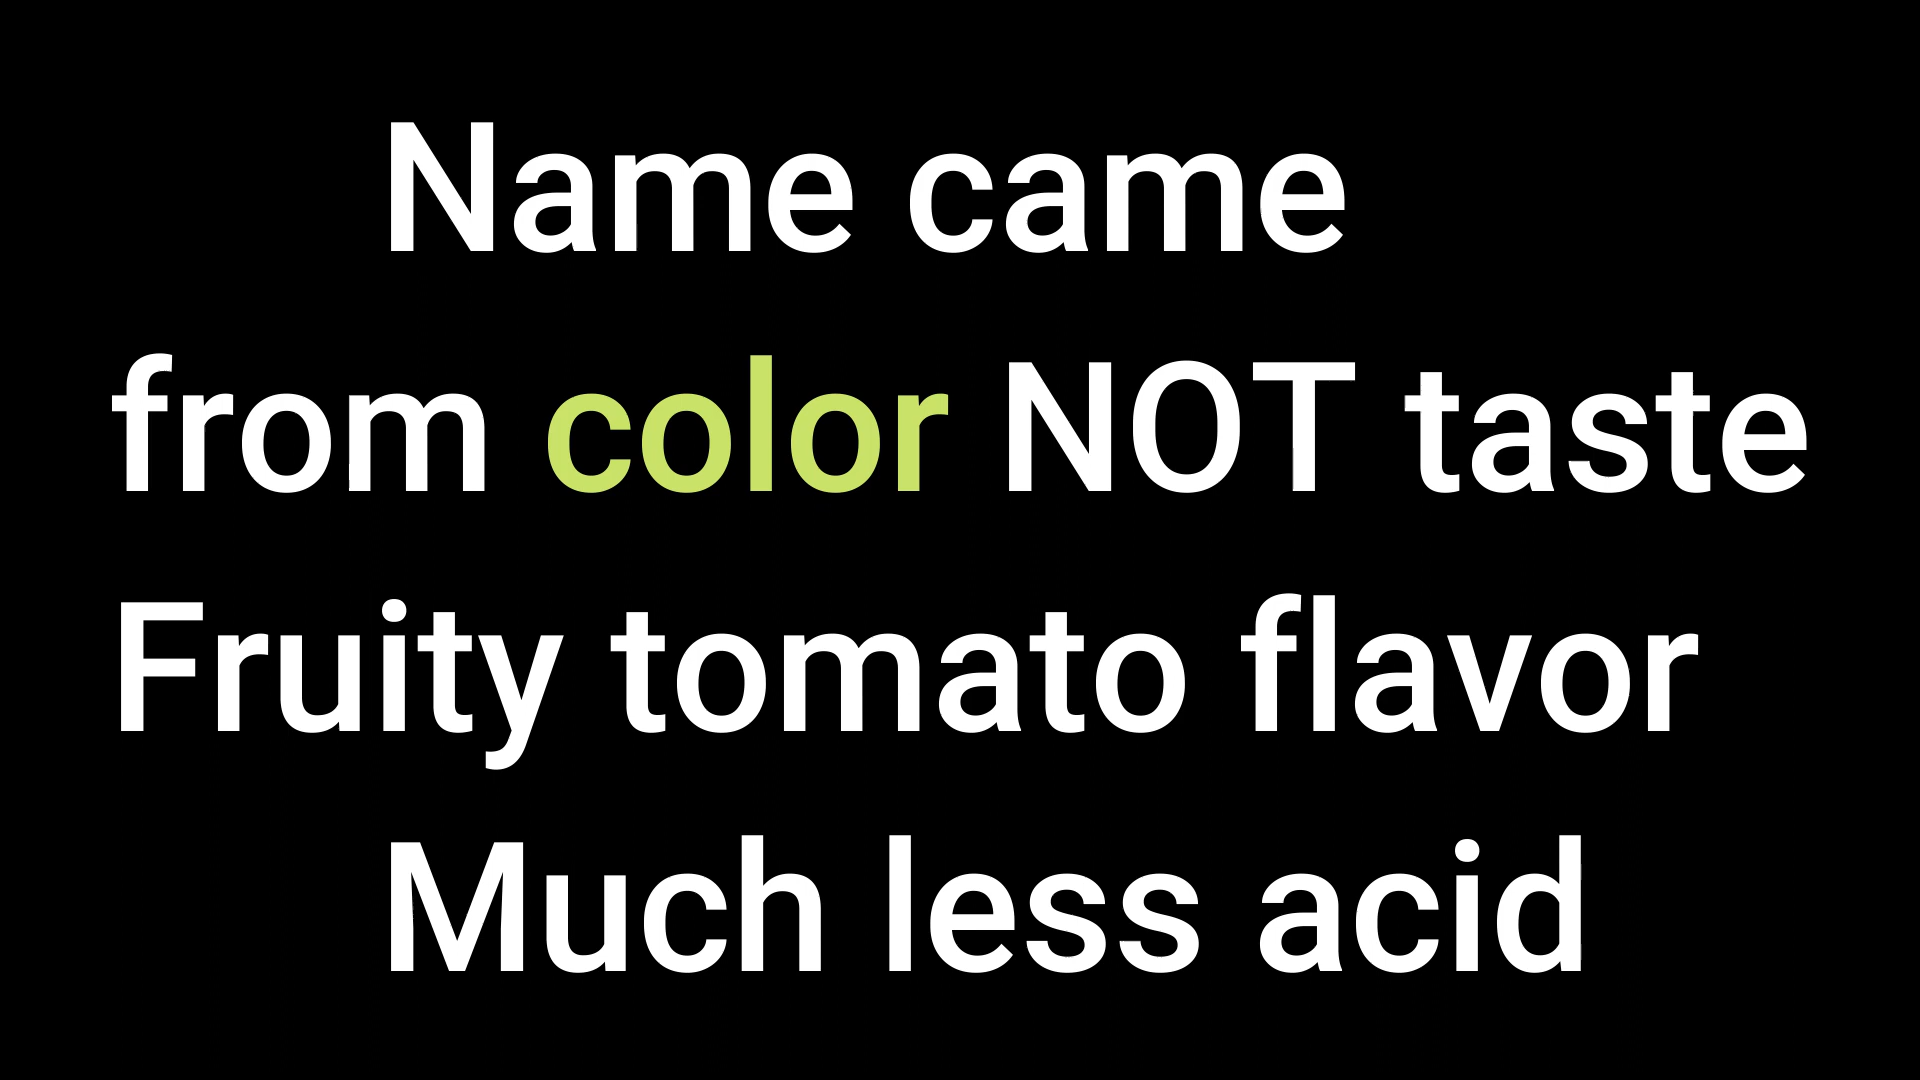 Name came
from color NOT taste
Fruity tomato flavor
Much less acid